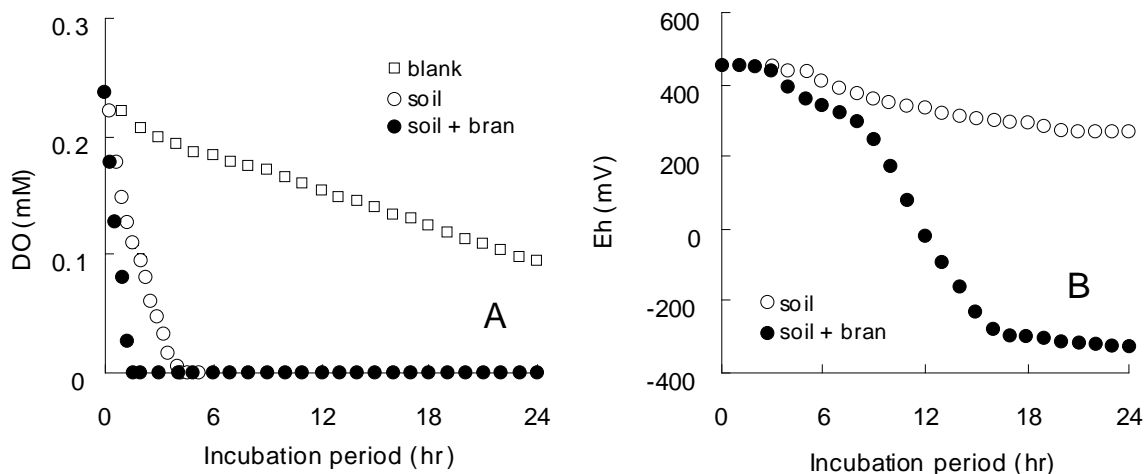 0.3
0.2
0.1
0
DO (mM)
blank
soil
soil + bran
A
0 6 12 18 24
Incubation period (hr)
600
400
200
0
-200
-400
Eh (mV)
soil
soil + bran
B
0 6 12 18 24
Incubation period (hr)